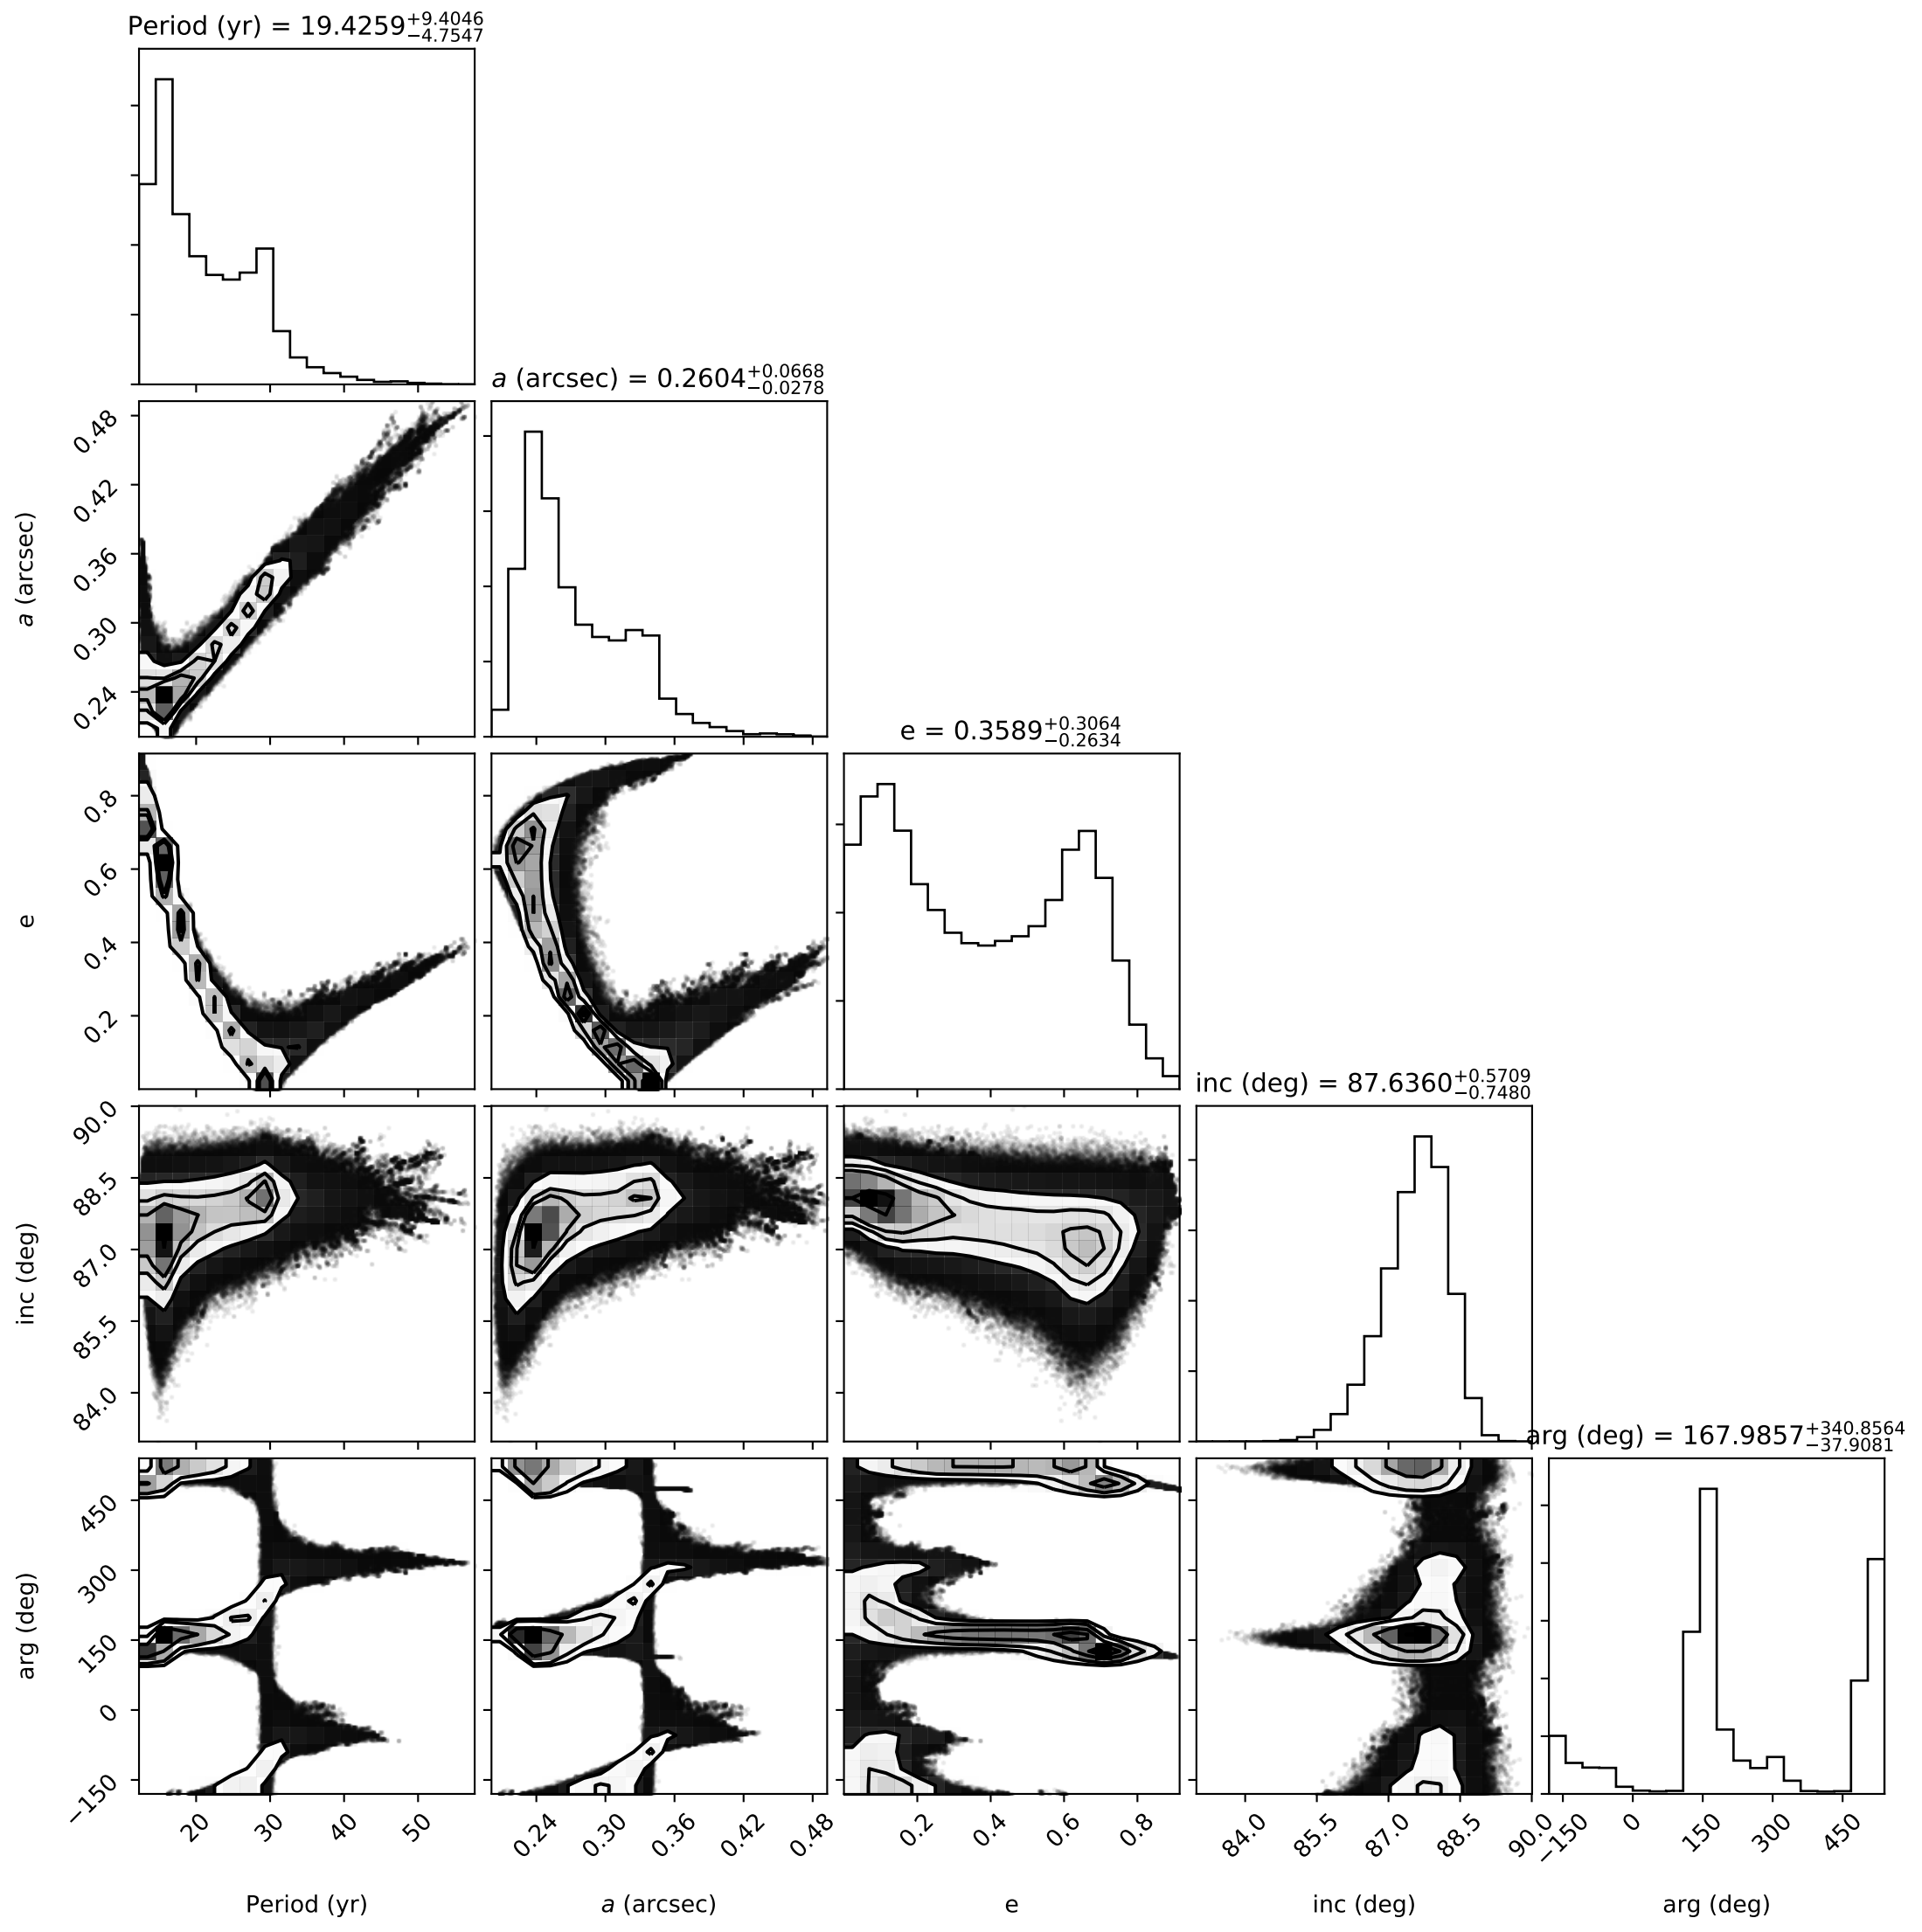 Period (yr) = 19.4259 +9.4046 −4.7547
a (arcsec) = 0.2604 +0.0668 −0.0278
0.48
0.42
0.36
0.30
0.24
a (arcsec)
e = 0.3589 +0.3064 −0.2634
0.8
0.6
0.4
0.2
e
inc (deg) = 87.6360 +0.5709 −0.7480
90.0
88.5
87.0
85.5
84.0
inc (deg)
arg (deg) = 167.9857 +340.8564 −37.9081
450
300
150
0
−150
arg (deg)
20 30 40 50
0.24 0.30 0.36 0.42 0.48
0.2 0.4 0.6 0.8
84.0 85.5 87.0 88.5 90.0
−150 0 150 300 450
Period (yr) a (arcsec) e inc (deg) arg (deg)